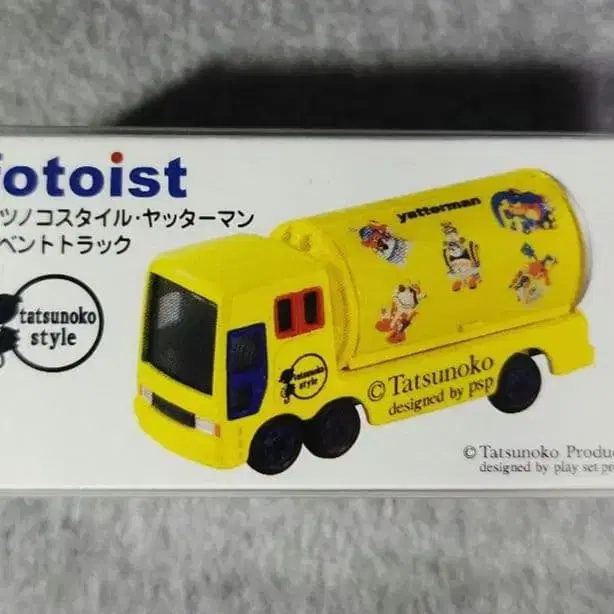 fotoist
ツノコスタイル・ヤッターマン
ベントトラック
tatsunoko
style
yatterman
tatsunoko
style
©Tatsunoko
designed by psp
©Tatsunoko Produc
designed by play set pro